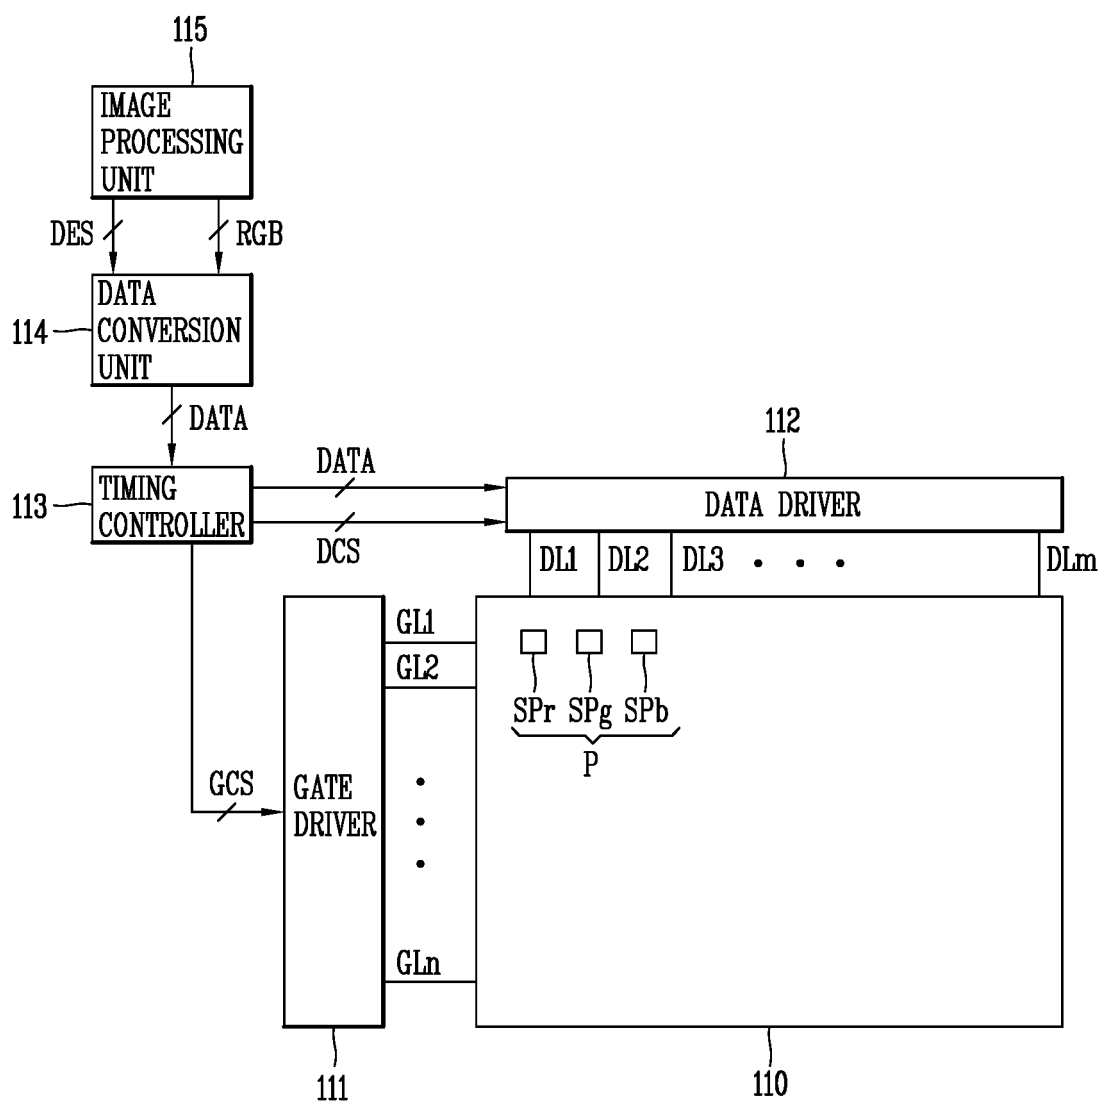 115
IMAGE
PROCESSING
UNIT
DES
RGB
114
DATA
CONVERSION
UNIT
DATA
113
TIMING
CONTROLLER
DATA
DCS
112
DATA DRIVER
DL1
DL2
DL3
DLm
GL1
GL2
GLn
SPr
SPg
SPb
P
GCS
GATE
DRIVER
111
110